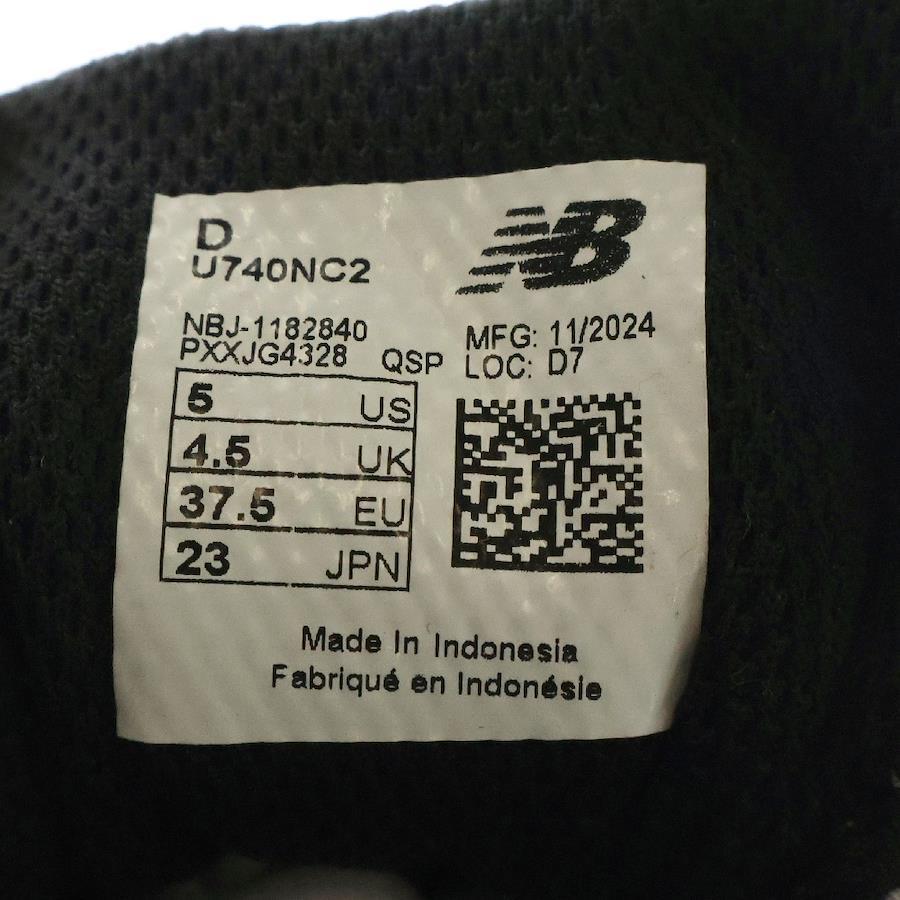 D
U740NC2
NB
NBJ-1182840
PXXJG4328 QSP
MFG: 11/2024
LOC: D7
5 US
4.5 UK
37.5 EU
23 JPN
Made In Indonesia
Fabriqué en Indonésie